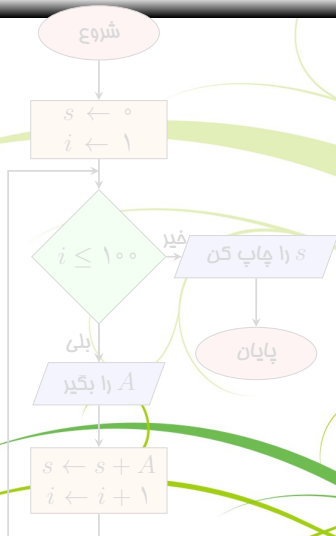 شروع
s ← ۰
i ← ۱
i ≤ ۱۰۰
خیر
s را چاپ کن
بلی
پایان
A را بگیر
s ← s + A
i ← i + ۱